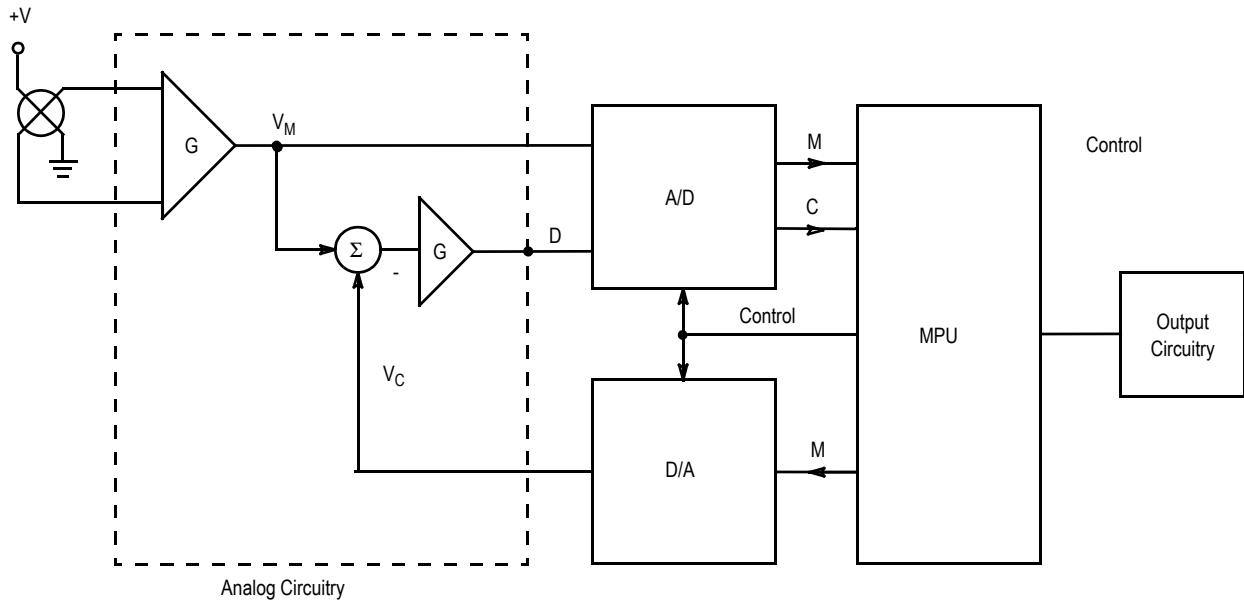 +V
G
V_M
M
Control
C
A/D
D
Σ
G
-
Control
MPU
Output
Circuitry
V_C
M
D/A
Analog Circuitry